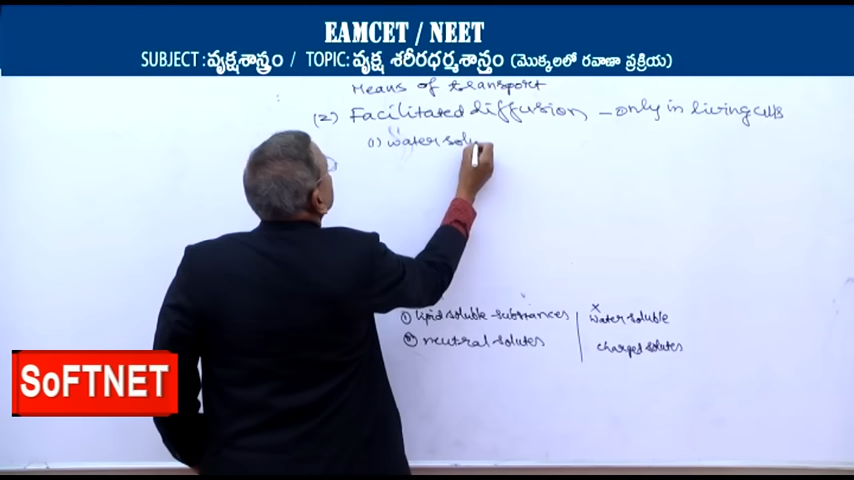 EAMCET / NEET
SUBJECT : వృక్షశాస్త్రం / TOPIC: వృక్ష శరీరధర్మశాస్త్రం (మొక్కలలో రవాణా ప్రక్రియ)
Means of transport
(2) Facilitated diffusion - only in living cells
(1) water solu
① lipid soluble substances
② neutral solutes
x
water soluble
charged solutes
SoFTNET